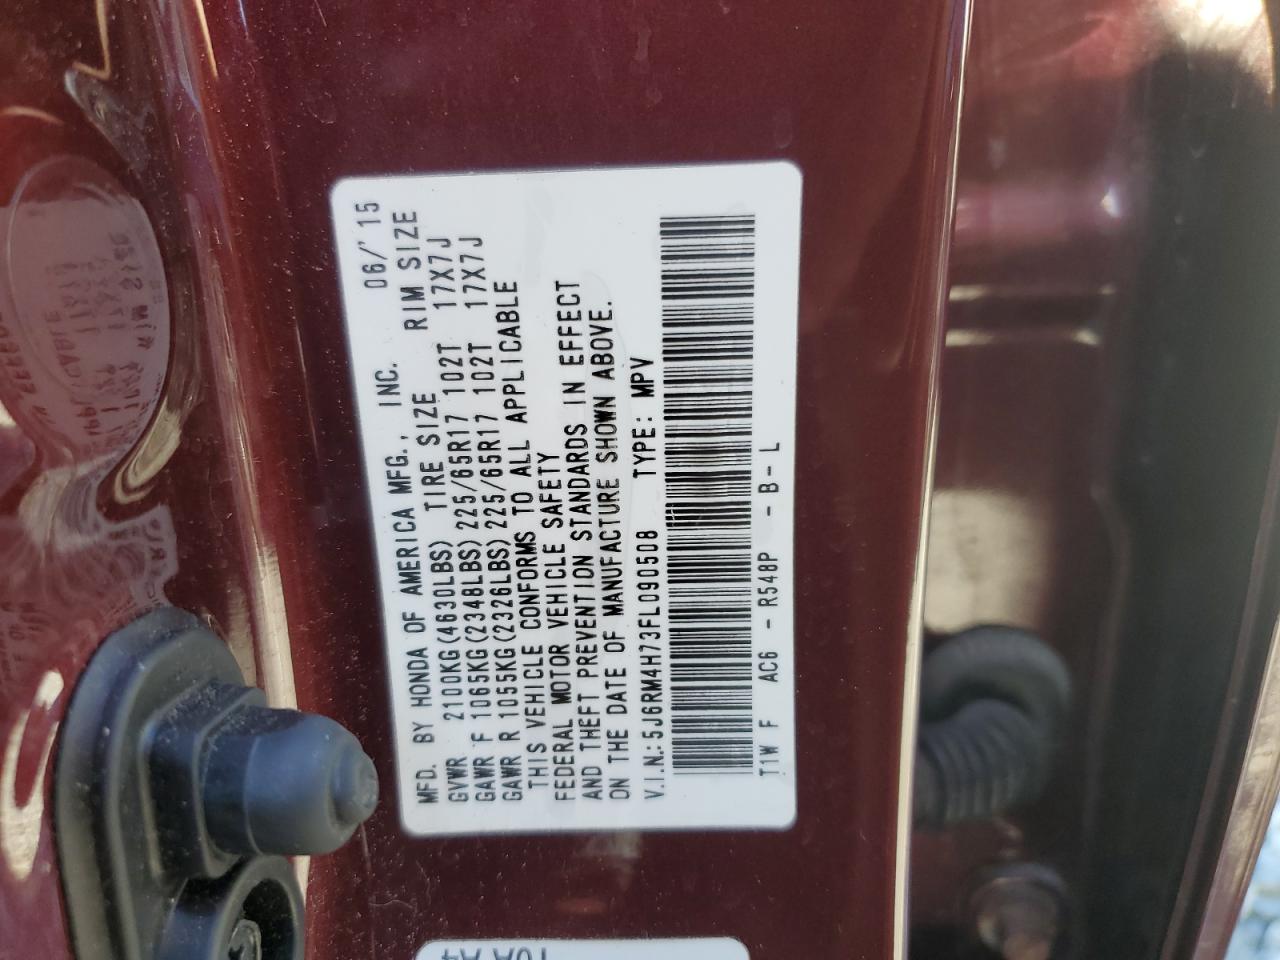 MFD. BY HONDA OF AMERICA MFG., INC. 06/'15
GVWR 2100KG(4630LBS) TIRE SIZE RIM SIZE
GAWR F 1065KG(2348LBS) 225/65R17 102T 17X7J
GAWR R 1055KG(2326LBS) 225/65R17 102T 17X7J
THIS VEHICLE CONFORMS TO ALL APPLICABLE
FEDERAL MOTOR VEHICLE SAFETY
AND THEFT PREVENTION STANDARDS IN EFFECT
ON THE DATE OF MANUFACTURE SHOWN ABOVE.
V.I.N.: 5J6RM4H73FL090508 TYPE: MPV
T1W F AC6 - R548P - B - L